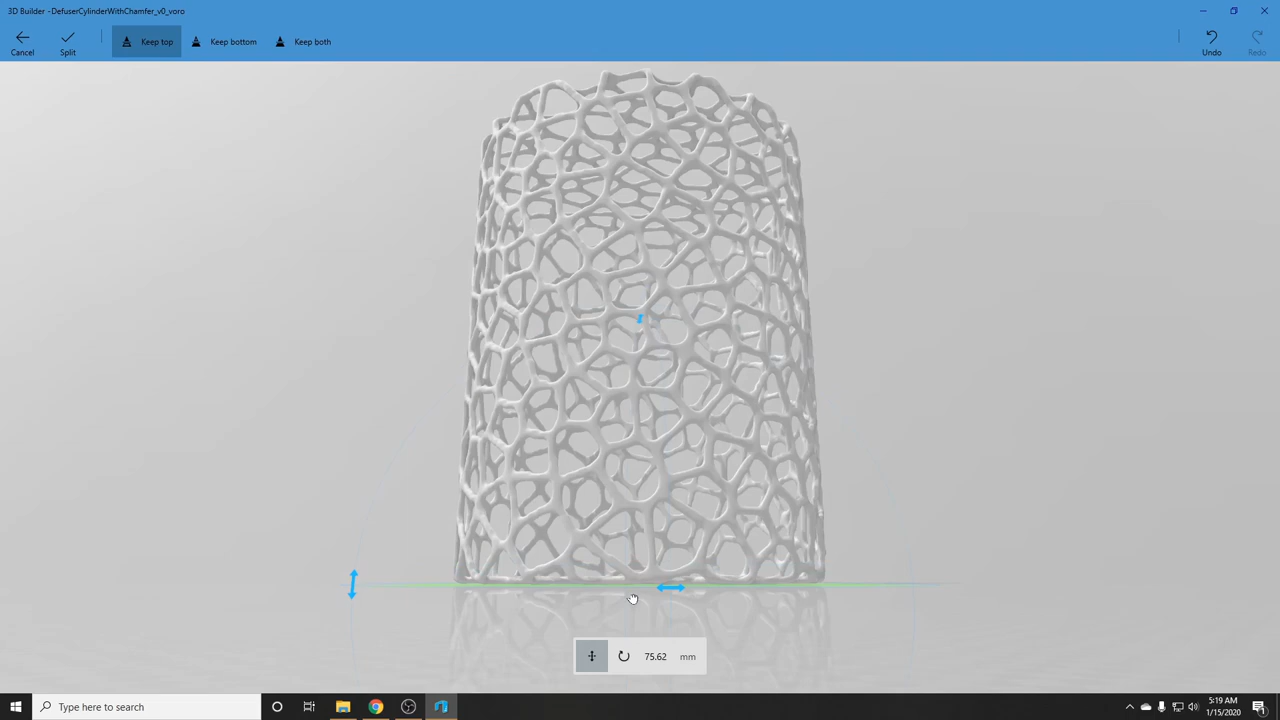 3D Builder -DefuserCylinderWithChamfer_v0_voro
Cancel
Split
Keep top
Keep bottom
Keep both
Undo
Redo
75.62 mm
Type here to search
5:19 AM
1/15/2020
1